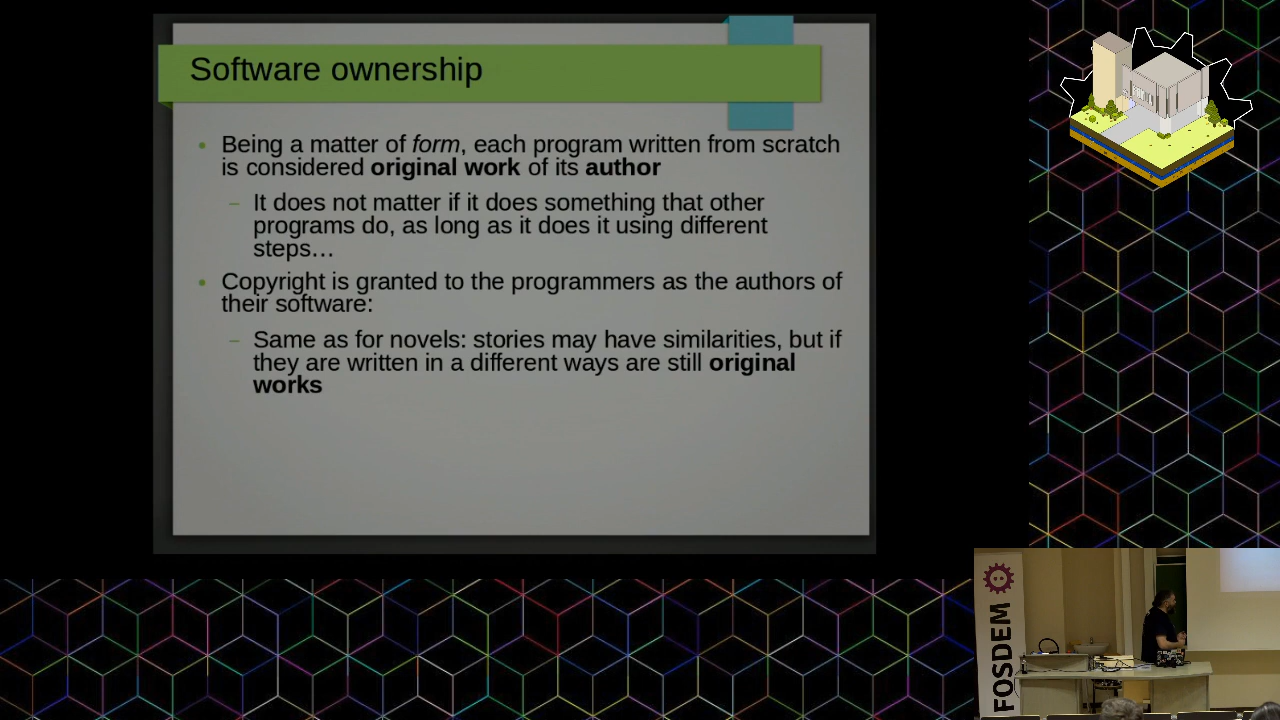 Software ownership
Being a matter of form, each program written from scratch
is considered original work of its author
It does not matter if it does something that other
programs do, as long as it does it using different
steps…
Copyright is granted to the programmers as the authors of
their software:
Same as for novels: stories may have similarities, but if
they are written in a different ways are still original
works
FOSDEM